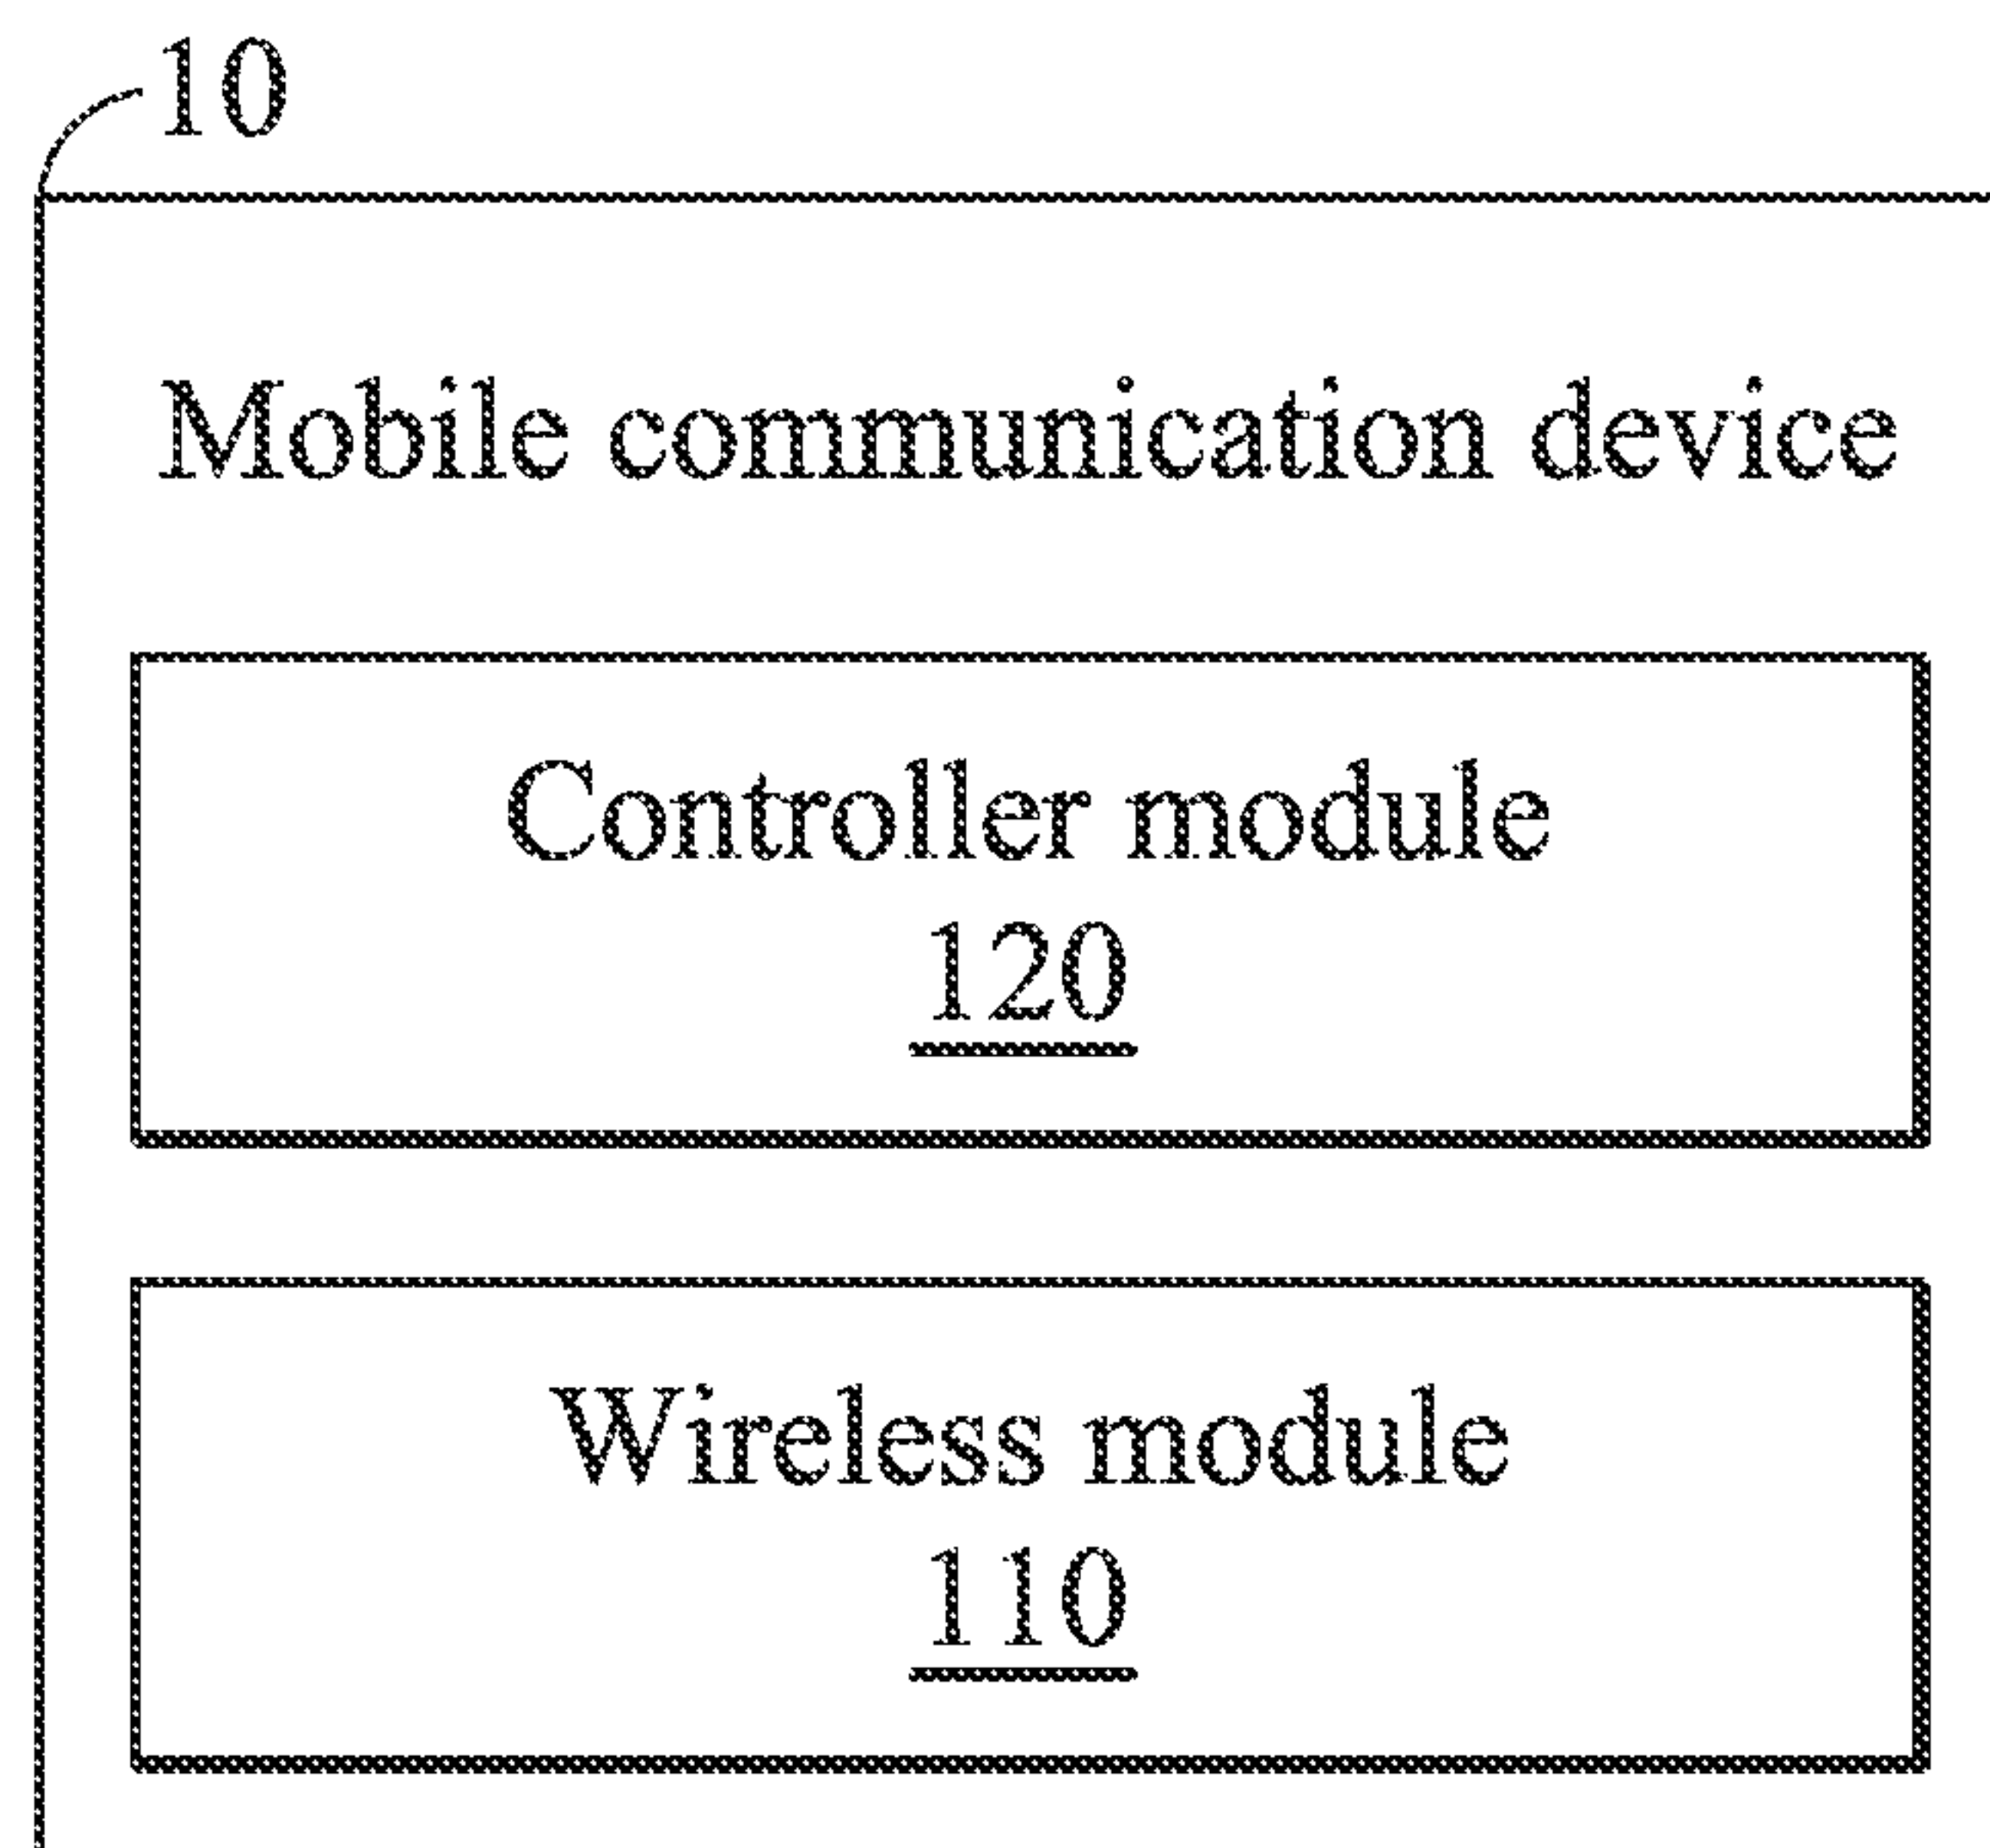 10
Mobile communication device
Controller module
120
Wireless module
110